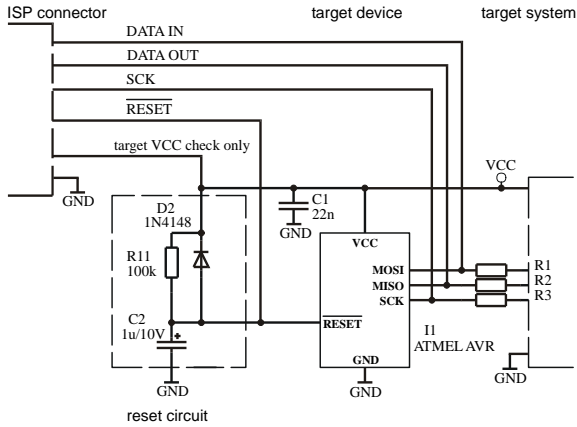 ISP connector
target device
target system
DATA IN
DATA OUT
SCK
RESET
target VCC check only
GND
VCC
D2
1N4148
C1
22n
GND
R11
100k
VCC
MOSI
MISO
SCK
R1
R2
R3
C2
1u/10V
+
RESET
I1
ATMEL AVR
GND
GND
GND
GND
reset circuit